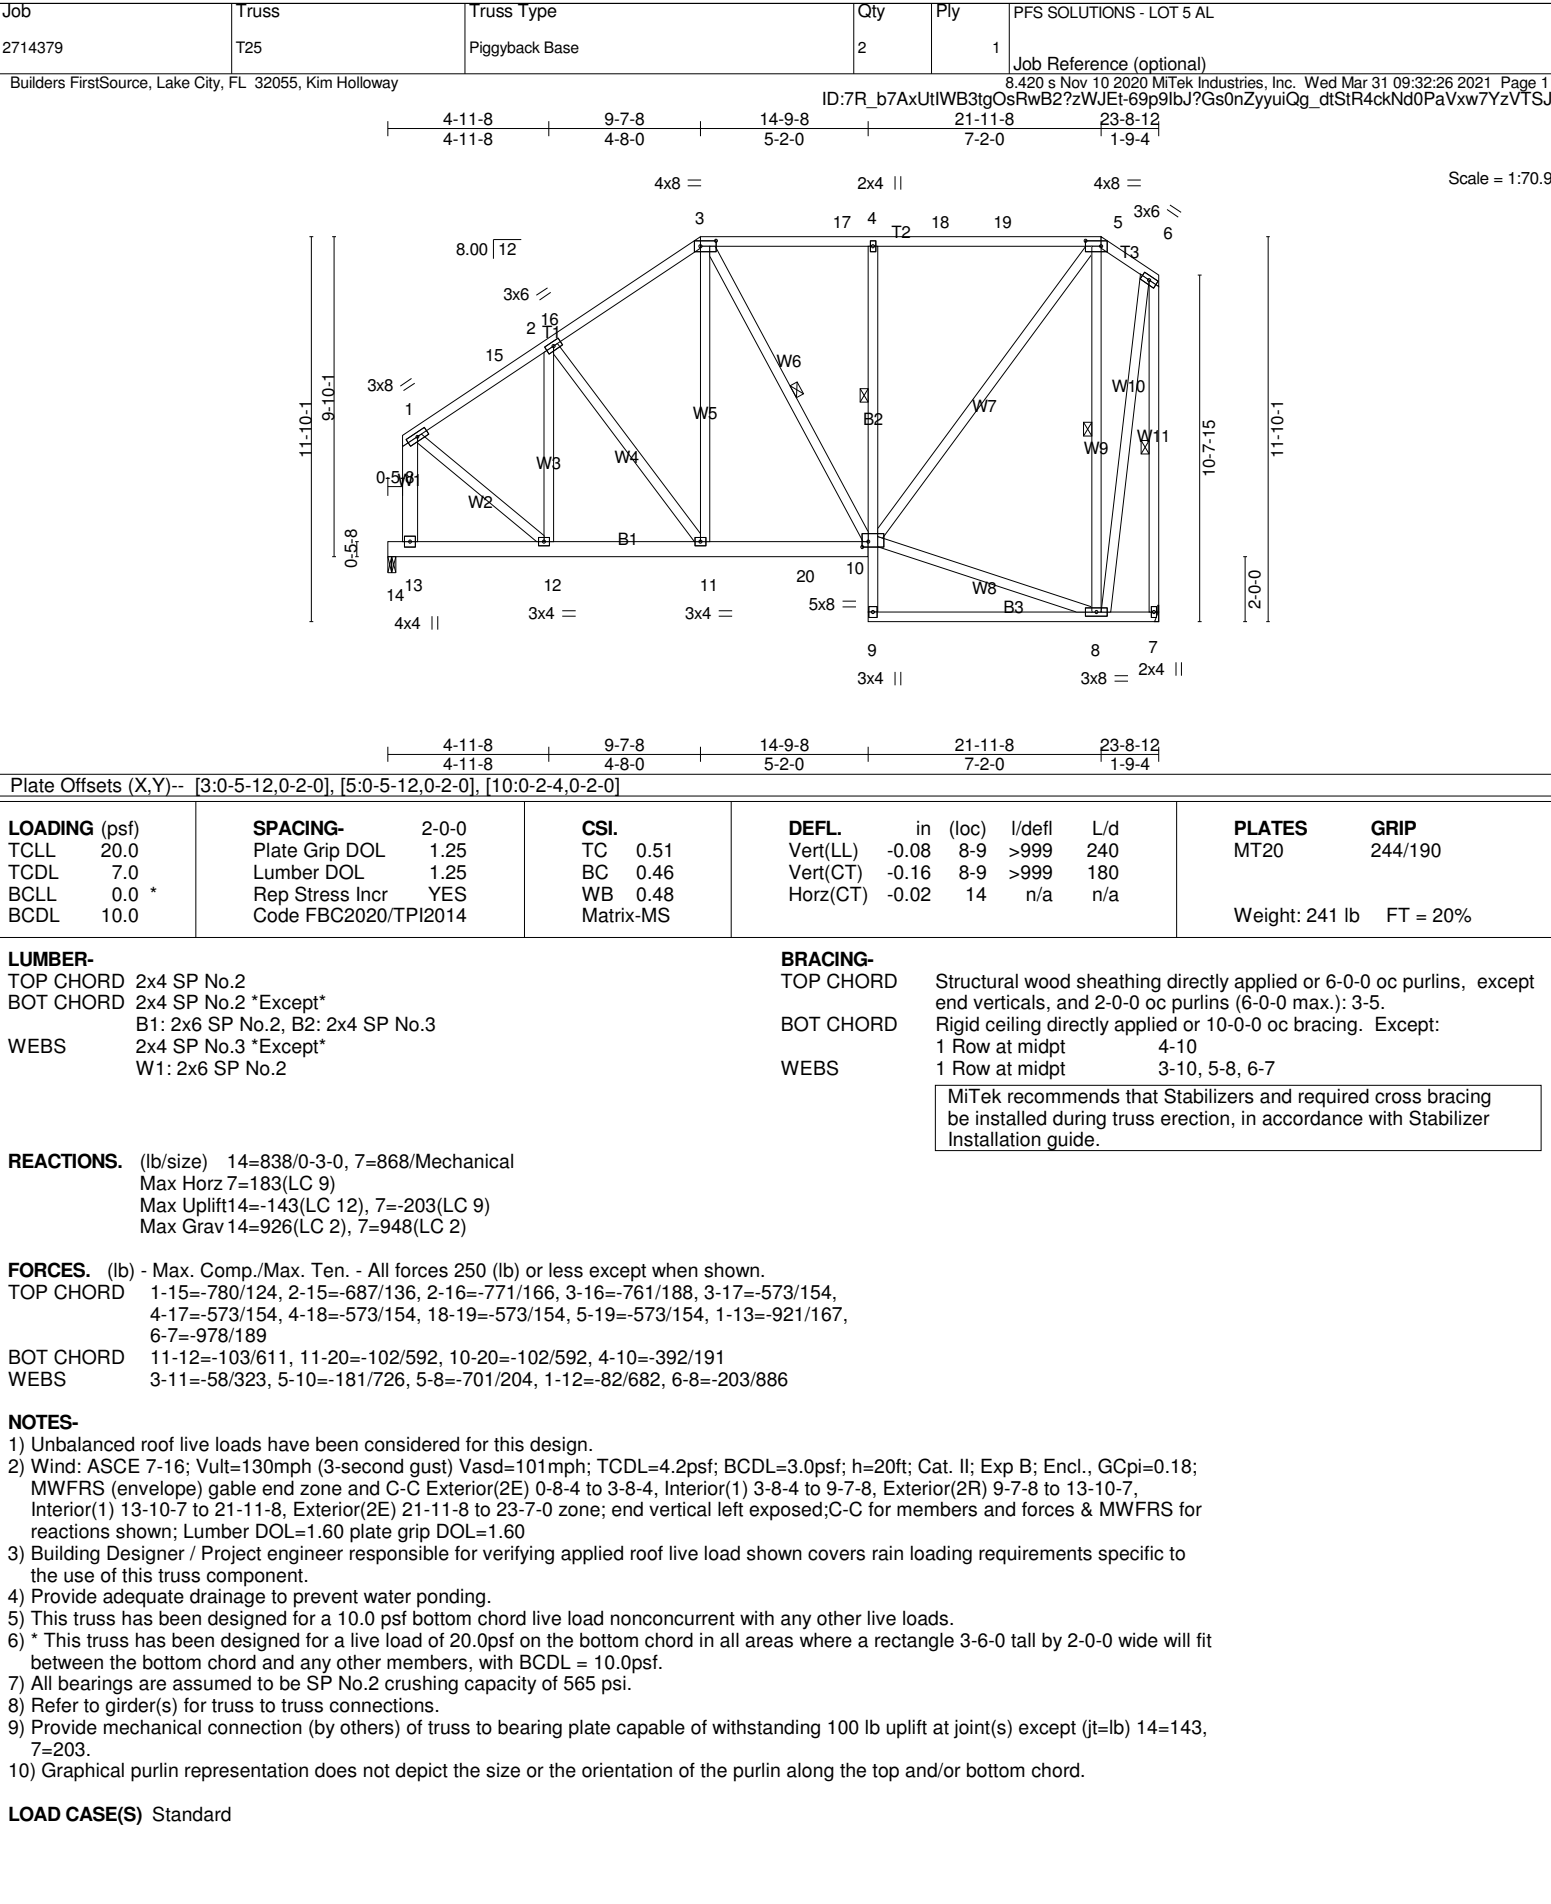 Job Truss Truss Type Qty Ply PFS SOLUTIONS - LOT 5 AL
2714379 T25 Piggyback Base 2 1
Job Reference (optional)
Builders FirstSource, Lake City, FL 32055, Kim Holloway 8.420 s Nov 10 2020 MiTek Industries, Inc. Wed Mar 31 09:32:26 2021 Page 1
ID:7R_b7AxUtIWB3tgOsRwB2?zWJEt-69p9IbJ?Gs0nZyyuiQg_dtStR4ckNd0PaVxw7YzVTSJ
4-11-8 9-7-8 14-9-8 21-11-8 23-8-12
4-11-8 4-8-0 5-2-0 7-2-0 1-9-4
Scale = 1:70.9
4x8 = 2x4 || 4x8 =
3x6
3 17 4 18 19 5 6
T2
T3
8.00 12
3x6
16
2 T1
15
3x8
1
W6
W10
W5 B2 W7
W11
W9
W4
W3
0-5-8
W1
W2
11-10-1
9-10-1
0-5-8
10-7-15
11-10-1
2-0-0
B1
10
20
W8
B3
14 13 12 11
4x4 || 3x4 = 3x4 = 5x8 =
9 8 7
3x4 || 3x8 = 2x4 ||
4-11-8 9-7-8 14-9-8 21-11-8 23-8-12
4-11-8 4-8-0 5-2-0 7-2-0 1-9-4
Plate Offsets (X,Y)-- [3:0-5-12,0-2-0], [5:0-5-12,0-2-0], [10:0-2-4,0-2-0]
LOADING (psf) SPACING- 2-0-0 CSI. DEFL. in (loc) l/defl L/d PLATES GRIP
TCLL 20.0 Plate Grip DOL 1.25 TC 0.51 Vert(LL) -0.08 8-9 >999 240 MT20 244/190
TCDL 7.0 Lumber DOL 1.25 BC 0.46 Vert(CT) -0.16 8-9 >999 180
BCLL 0.0 * Rep Stress Incr YES WB 0.48 Horz(CT) -0.02 14 n/a n/a
BCDL 10.0 Code FBC2020/TPI2014 Matrix-MS Weight: 241 lb FT = 20%
LUMBER-
TOP CHORD 2x4 SP No.2
BOT CHORD 2x4 SP No.2 *Except*
B1: 2x6 SP No.2, B2: 2x4 SP No.3
WEBS 2x4 SP No.3 *Except*
W1: 2x6 SP No.2
BRACING-
TOP CHORD Structural wood sheathing directly applied or 6-0-0 oc purlins, except
end verticals, and 2-0-0 oc purlins (6-0-0 max.): 3-5.
BOT CHORD Rigid ceiling directly applied or 10-0-0 oc bracing. Except:
1 Row at midpt 4-10
WEBS 1 Row at midpt 3-10, 5-8, 6-7
MiTek recommends that Stabilizers and required cross bracing
be installed during truss erection, in accordance with Stabilizer
Installation guide.
REACTIONS. (lb/size) 14=838/0-3-0, 7=868/Mechanical
Max Horz 7=183(LC 9)
Max Uplift14=-143(LC 12), 7=-203(LC 9)
Max Grav 14=926(LC 2), 7=948(LC 2)
FORCES. (lb) - Max. Comp./Max. Ten. - All forces 250 (lb) or less except when shown.
TOP CHORD 1-15=-780/124, 2-15=-687/136, 2-16=-771/166, 3-16=-761/188, 3-17=-573/154,
4-17=-573/154, 4-18=-573/154, 18-19=-573/154, 5-19=-573/154, 1-13=-921/167,
6-7=-978/189
BOT CHORD 11-12=-103/611, 11-20=-102/592, 10-20=-102/592, 4-10=-392/191
WEBS 3-11=-58/323, 5-10=-181/726, 5-8=-701/204, 1-12=-82/682, 6-8=-203/886
NOTES-
1) Unbalanced roof live loads have been considered for this design.
2) Wind: ASCE 7-16; Vult=130mph (3-second gust) Vasd=101mph; TCDL=4.2psf; BCDL=3.0psf; h=20ft; Cat. II; Exp B; Encl., GCpi=0.18;
MWFRS (envelope) gable end zone and C-C Exterior(2E) 0-8-4 to 3-8-4, Interior(1) 3-8-4 to 9-7-8, Exterior(2R) 9-7-8 to 13-10-7,
Interior(1) 13-10-7 to 21-11-8, Exterior(2E) 21-11-8 to 23-7-0 zone; end vertical left exposed;C-C for members and forces & MWFRS for
reactions shown; Lumber DOL=1.60 plate grip DOL=1.60
3) Building Designer / Project engineer responsible for verifying applied roof live load shown covers rain loading requirements specific to
the use of this truss component.
4) Provide adequate drainage to prevent water ponding.
5) This truss has been designed for a 10.0 psf bottom chord live load nonconcurrent with any other live loads.
6) * This truss has been designed for a live load of 20.0psf on the bottom chord in all areas where a rectangle 3-6-0 tall by 2-0-0 wide will fit
between the bottom chord and any other members, with BCDL = 10.0psf.
7) All bearings are assumed to be SP No.2 crushing capacity of 565 psi.
8) Refer to girder(s) for truss to truss connections.
9) Provide mechanical connection (by others) of truss to bearing plate capable of withstanding 100 lb uplift at joint(s) except (jt=lb) 14=143,
7=203.
10) Graphical purlin representation does not depict the size or the orientation of the purlin along the top and/or bottom chord.
LOAD CASE(S) Standard